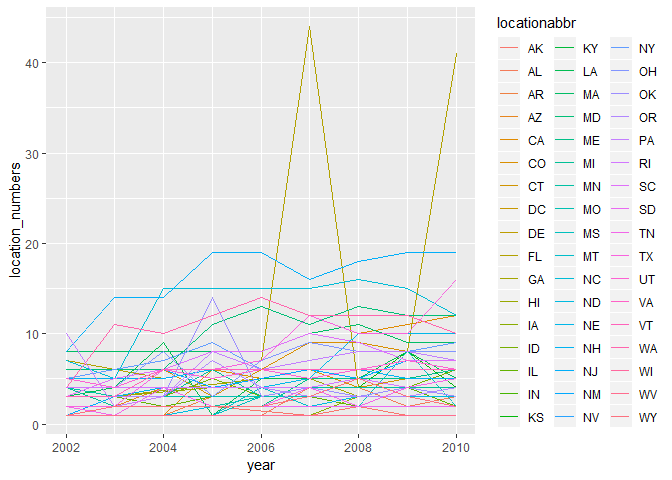 locationabbr
40
30
20
10
0
location_numbers
2002
2004
2006
2008
2010
year
AK KY NY
AL LA OH
AR MA OK
AZ MD OR
CA ME PA
CO MI RI
CT MN SC
DC MO SD
DE MS TN
FL MT TX
GA NC UT
HI ND VA
IA NE VT
ID NH WA
IL NJ WI
IN NM WV
KS NV WY